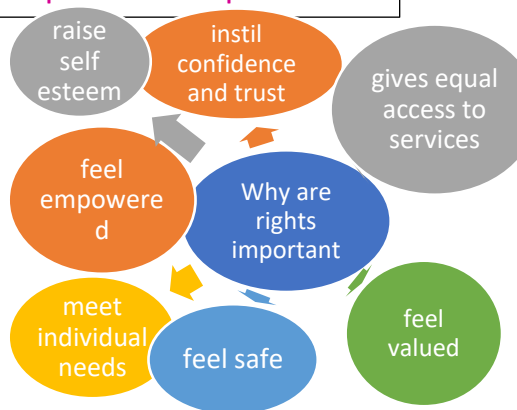 raise
self
esteem
instil
confidence
and trust
gives equal
access to
services
feel
empowere
d
Why are
rights
important
meet
individual
needs
feel safe
feel
valued